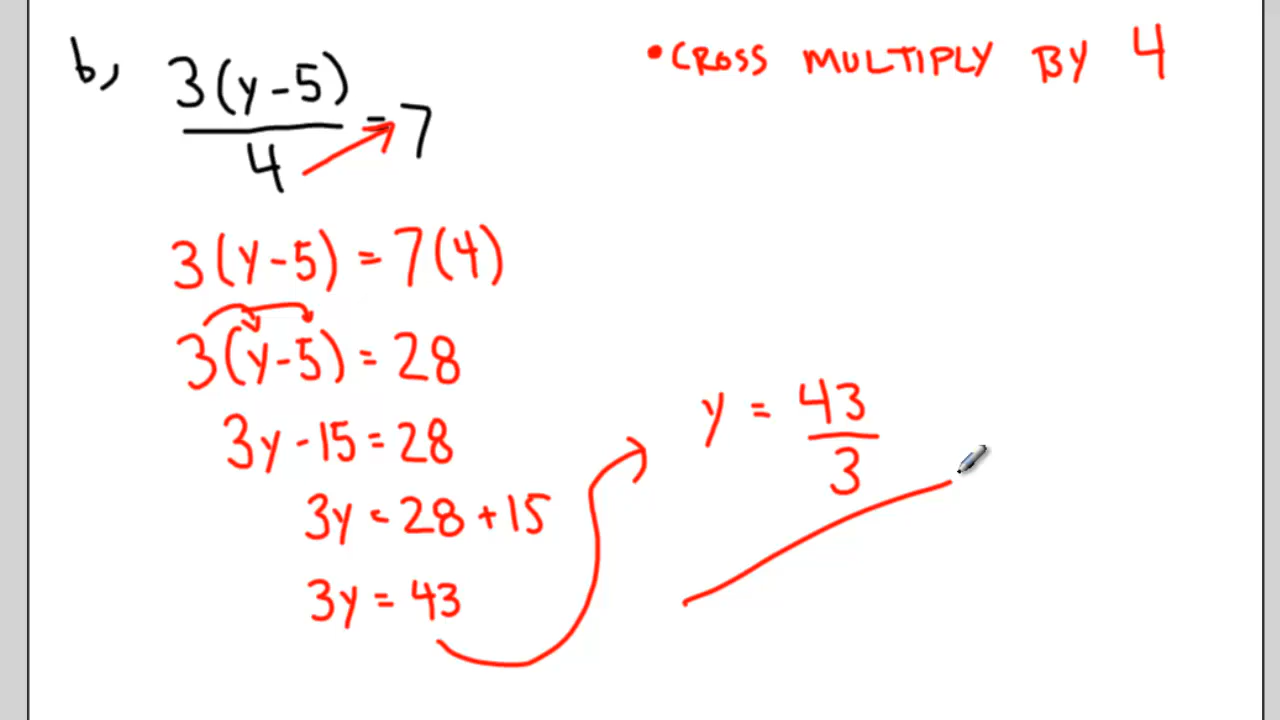 b, 3(y-5)/4 = 7
•CROSS MULTIPLY BY 4
3(y-5) = 7(4)
3(y-5) = 28
3y-15 = 28
3y = 28+15
3y = 43
y = 43/3